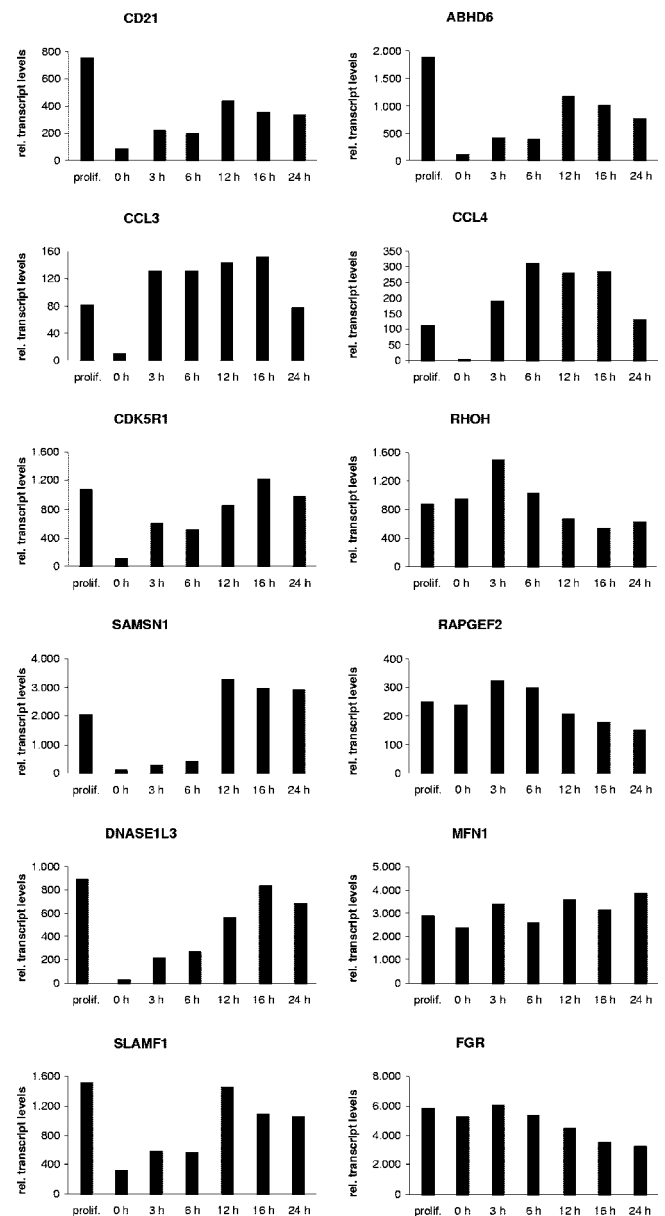 CD21
rel. transcript levels
800
600
400
200
0
prolif. 0 h 3 h 6 h 12 h 16 h 24 h
ABHD6
rel. transcript levels
2.000
1.500
1.000
500
0
prolif. 0 h 3 h 6 h 12 h 16 h 24 h
CCL3
rel. transcript levels
160
120
80
40
0
prolif. 0 h 3 h 6 h 12 h 16 h 24 h
CCL4
rel. transcript levels
350
300
250
200
150
100
50
0
prolif. 0 h 3 h 6 h 12 h 16 h 24 h
CDK5R1
rel. transcript levels
1.600
1.200
800
400
0
prolif. 0 h 3 h 6 h 12 h 16 h 24 h
RHOH
rel. transcript levels
1.600
1.200
800
400
0
prolif. 0 h 3 h 6 h 12 h 16 h 24 h
SAMSN1
rel. transcript levels
4.000
3.000
2.000
1.000
0
prolif. 0 h 3 h 6 h 12 h 16 h 24 h
RAPGEF2
rel. transcript levels
400
300
200
100
0
prolif. 0 h 3 h 6 h 12 h 16 h 24 h
DNASE1L3
rel. transcript levels
1.000
800
600
400
200
0
prolif. 0 h 3 h 6 h 12 h 16 h 24 h
MFN1
rel. transcript levels
5.000
4.000
3.000
2.000
1.000
0
prolif. 0 h 3 h 6 h 12 h 16 h 24 h
SLAMF1
rel. transcript levels
1.600
1.200
800
400
0
prolif. 0 h 3 h 6 h 12 h 16 h 24 h
FGR
rel. transcript levels
8.000
6.000
4.000
2.000
0
prolif. 0 h 3 h 6 h 12 h 16 h 24 h